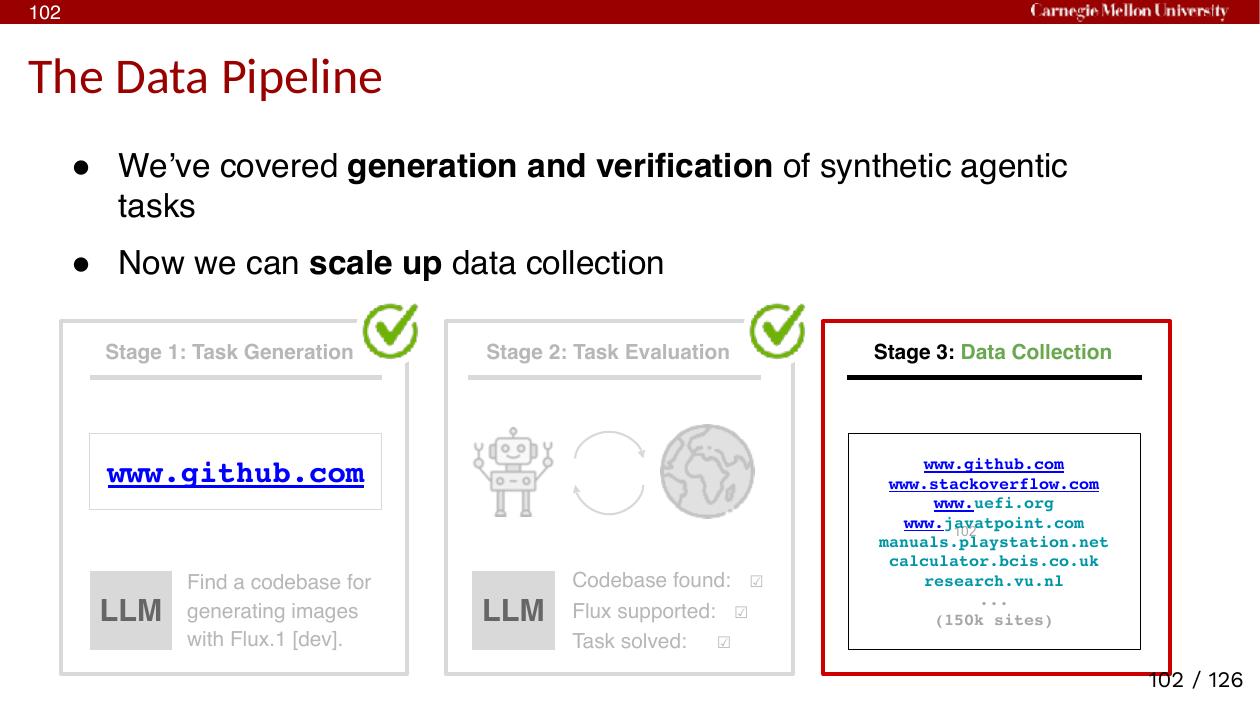 102
Carnegie Mellon University
The Data Pipeline
● We’ve covered generation and verification of synthetic agentic
tasks
● Now we can scale up data collection
Stage 1: Task Generation
www.github.com
LLM
Find a codebase for
generating images
with Flux.1 [dev].
Stage 2: Task Evaluation
LLM
Codebase found: ☑
Flux supported: ☑
Task solved: ☑
Stage 3: Data Collection
www.github.com
www.stackoverflow.com
www.uefi.org
www.javatpoint.com
102
manuals.playstation.net
calculator.bcis.co.uk
research.vu.nl
...
(150k sites)
102 / 126